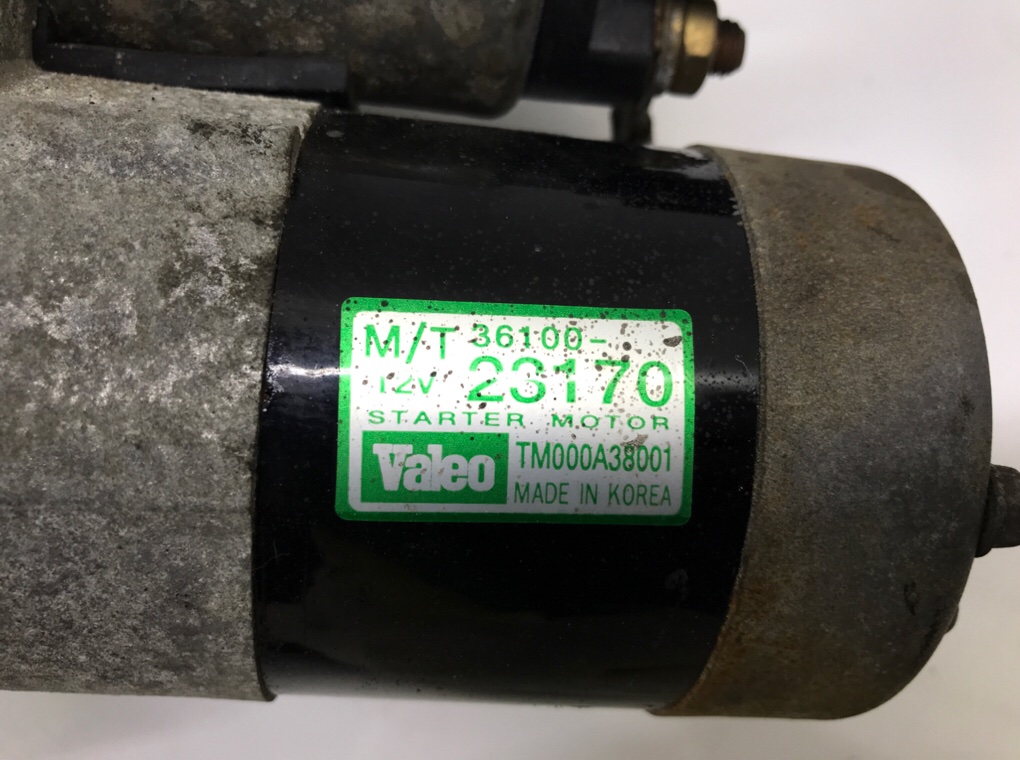 M/T 36100-
12V 23170
STARTER MOTOR
Valeo TM000A38001
MADE IN KOREA